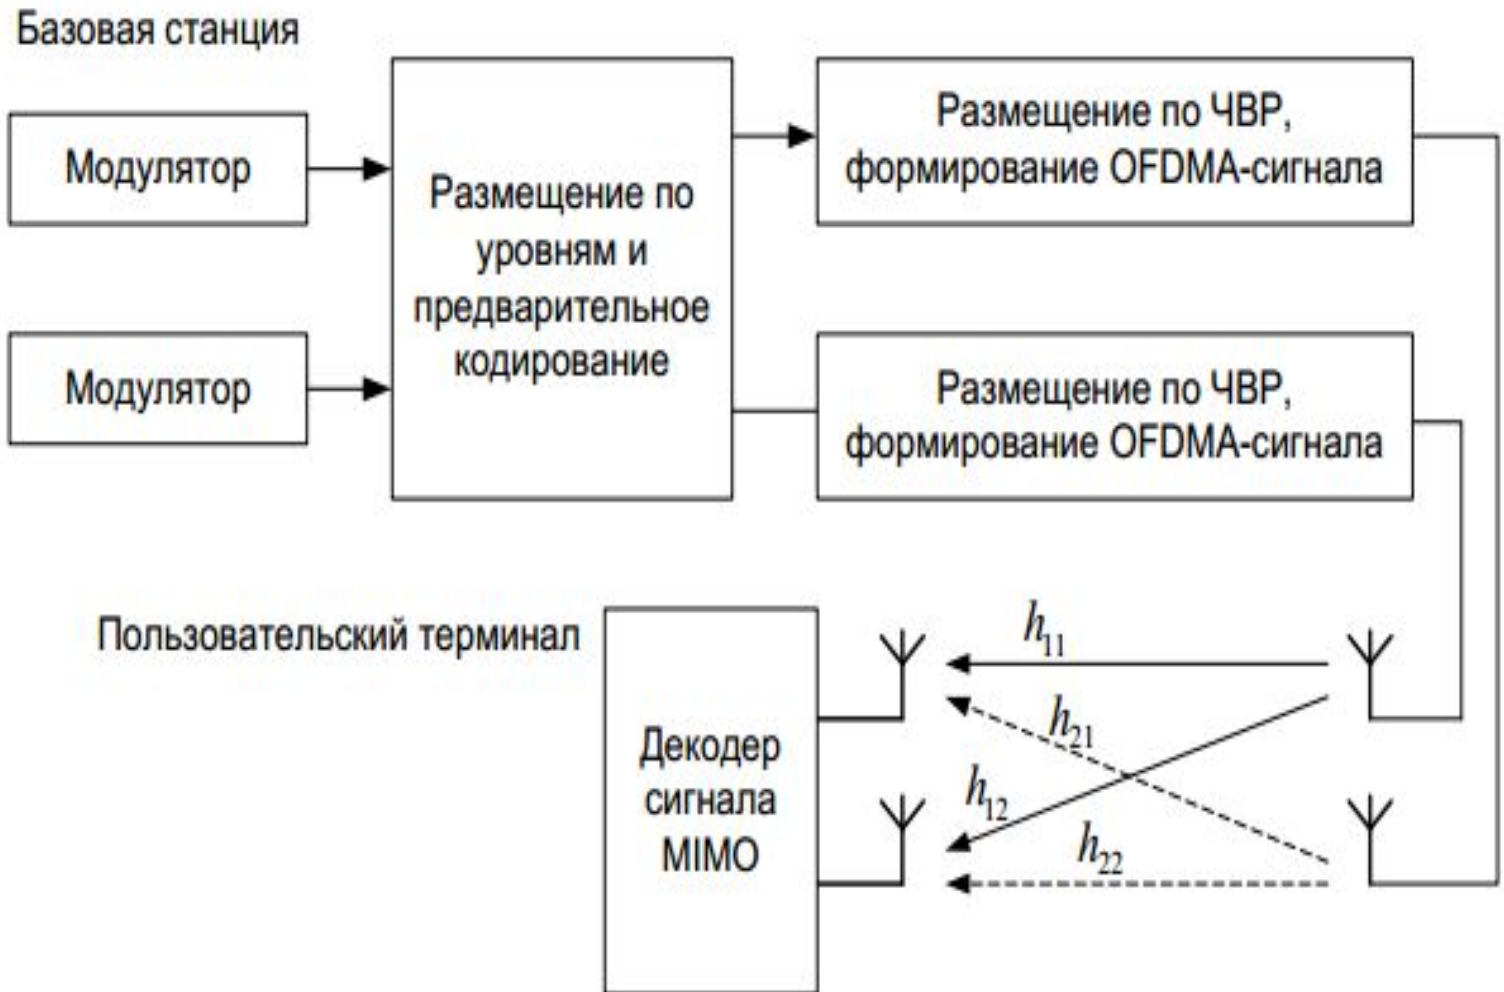 Базовая станция
Модулятор
Модулятор
Размещение по
уровням и
предварительное
кодирование
Размещение по ЧВР,
формирование OFDMA-сигнала
Размещение по ЧВР,
формирование OFDMA-сигнала
Пользовательский терминал
Декодер
сигнала
MIMO
h₁₁
h₂₁
h₁₂
h₂₂